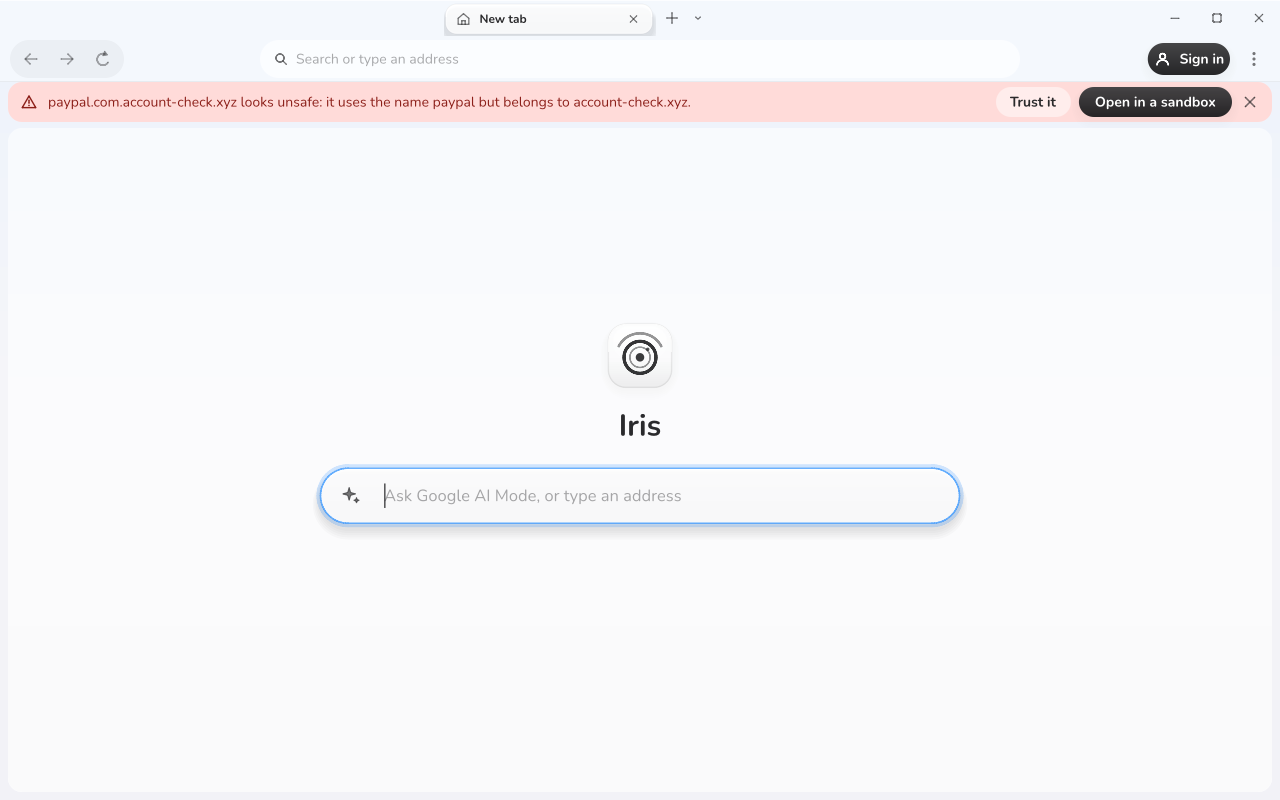 New tab
Search or type an address
Sign in
paypal.com.account-check.xyz looks unsafe: it uses the name paypal but belongs to account-check.xyz.
Trust it
Open in a sandbox
Iris
Ask Google AI Mode, or type an address